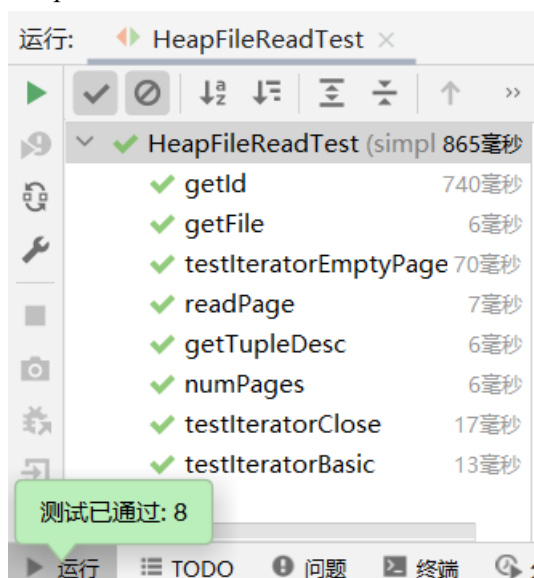 运行: HeapFileReadTest ×
HeapFileReadTest (simpl 865毫秒
getId 740毫秒
getFile 6毫秒
testIteratorEmptyPage 70毫秒
readPage 7毫秒
getTupleDesc 6毫秒
numPages 6毫秒
testIteratorClose 17毫秒
testIteratorBasic 13毫秒
测试已通过: 8
运行 TODO 问题 终端